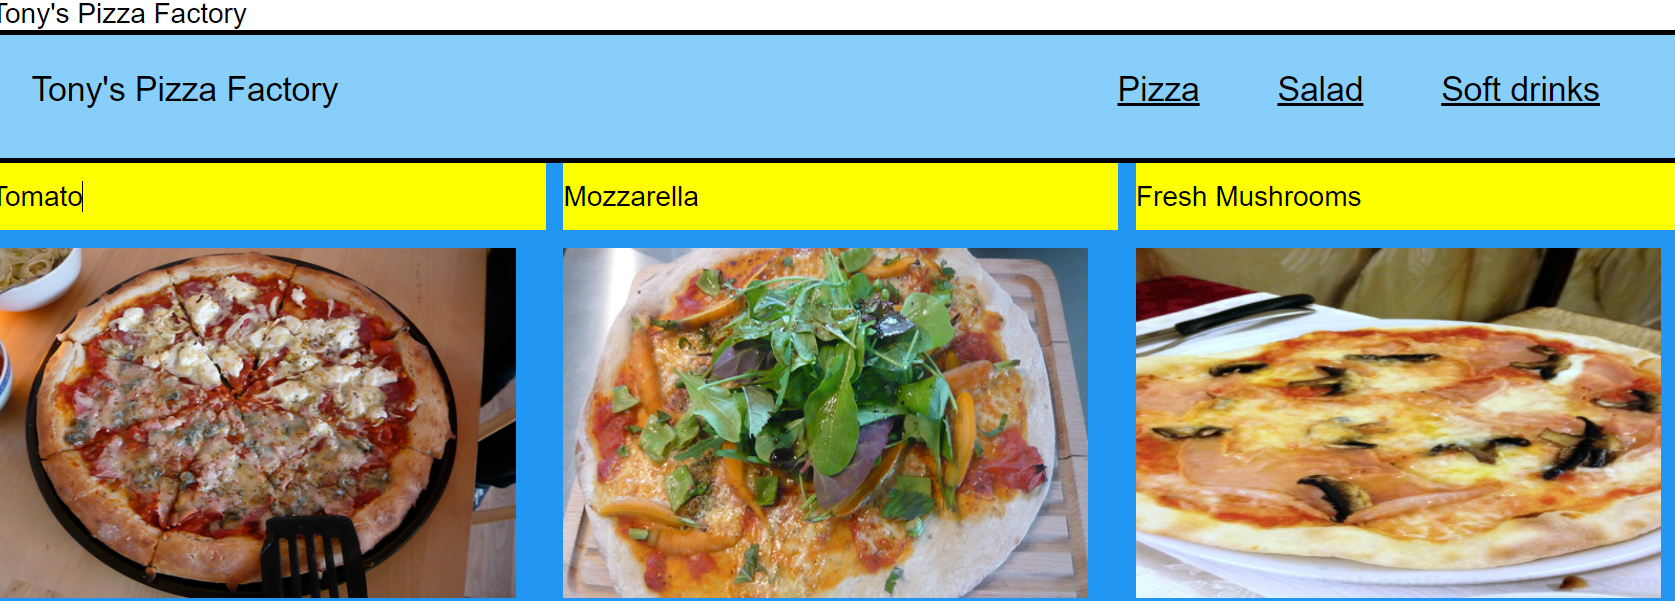 Tony's Pizza Factory
Tony's Pizza Factory Pizza Salad Soft drinks
Tomato Mozzarella Fresh Mushrooms